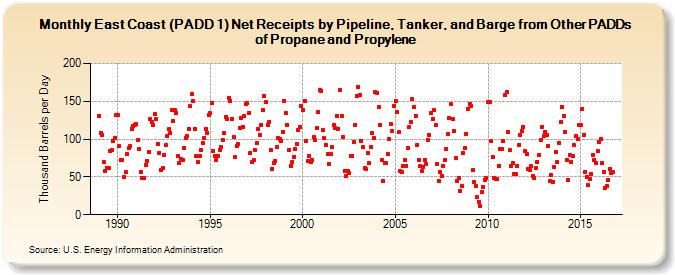 Monthly East Coast (PADD 1) Net Receipts by Pipeline, Tanker, and Barge from Other PADDs
of Propane and Propylene
Thousand Barrels per Day
200
150
100
50
0
1990 1995 2000 2005 2010 2015
Source: U.S. Energy Information Administration